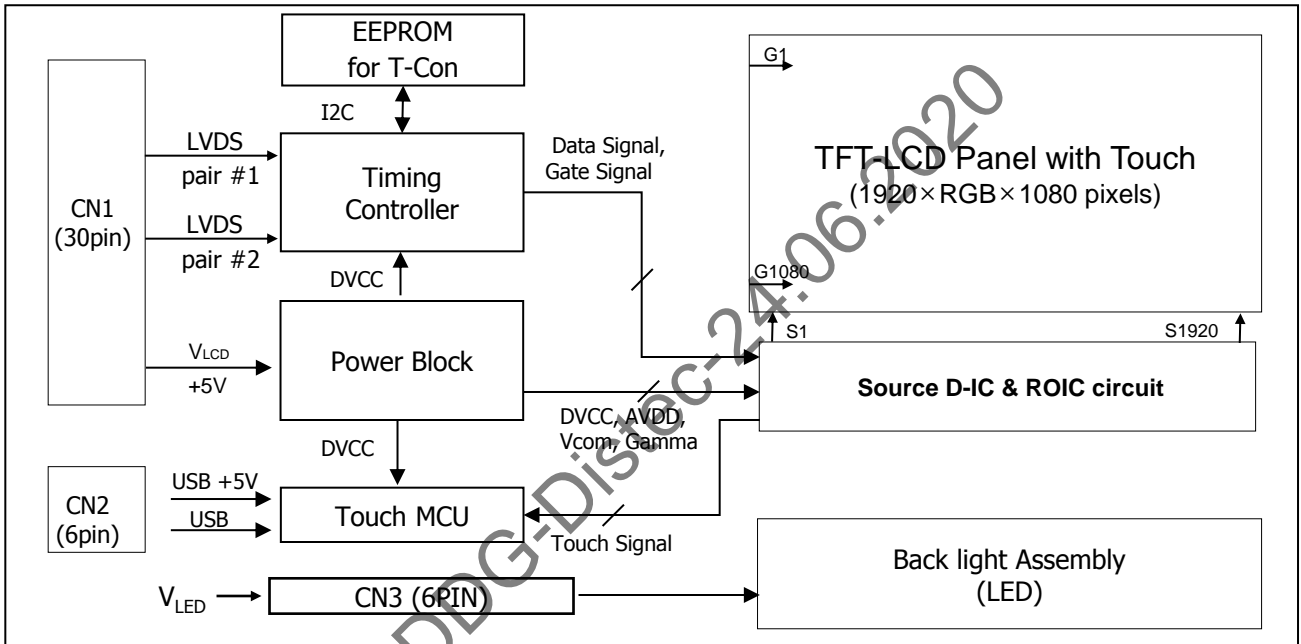 EEPROM
for T-Con
I2C
CN1
(30pin)
LVDS
pair #1
LVDS
pair #2
Timing
Controller
Data Signal,
Gate Signal
DVCC
VLCD
+5V
Power Block
DVCC, AVDD,
Vcom, Gamma
DVCC
CN2
(6pin)
USB +5V
USB
Touch MCU
Touch Signal
VLED
CN3 (6PIN)
G1
TFT-LCD Panel with Touch
(1920×RGB×1080 pixels)
G1080
S1
S1920
Source D-IC & ROIC circuit
Back light Assembly
(LED)
DDG-Distec-24.06.2020